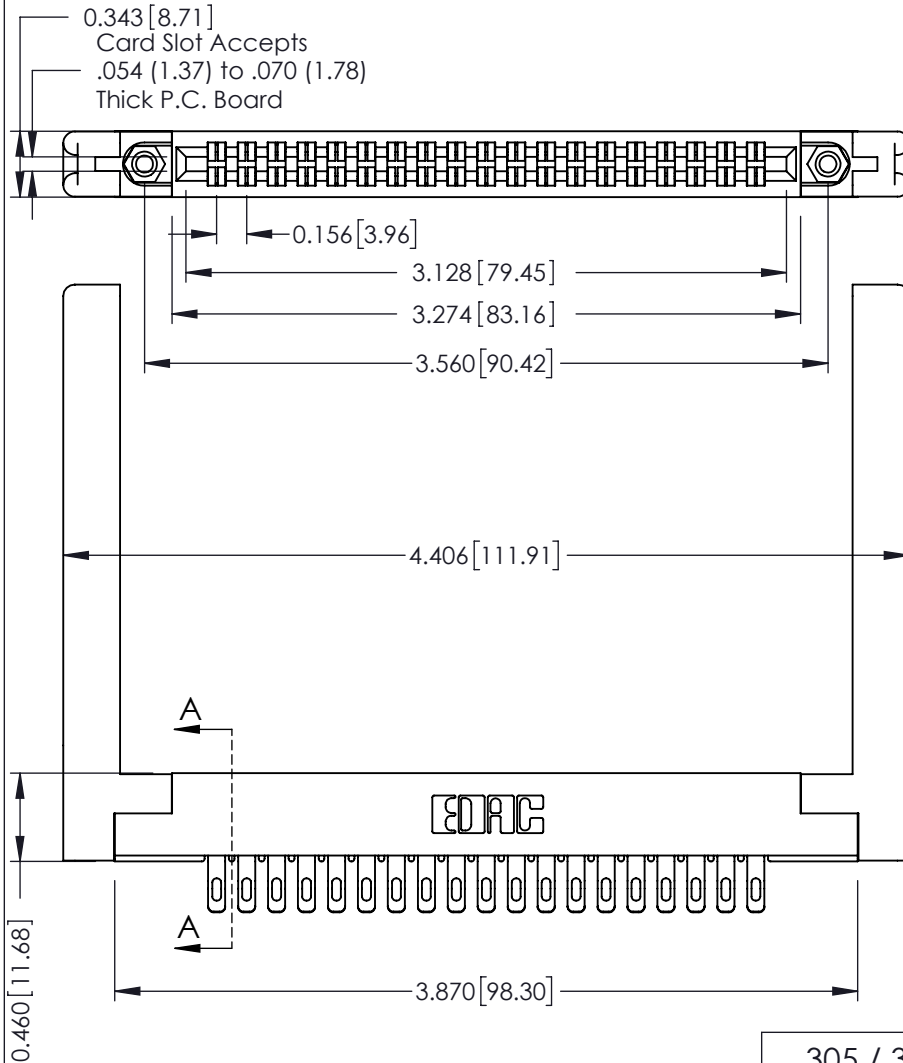 0.343[8.71]
Card Slot Accepts
.054 (1.37) to .070 (1.78)
Thick P.C. Board
0.156[3.96]
3.128[79.45]
3.274[83.16]
3.560[90.42]
4.406[111.91]
A
EDAC
A
0.460[11.68]
3.870[98.30]